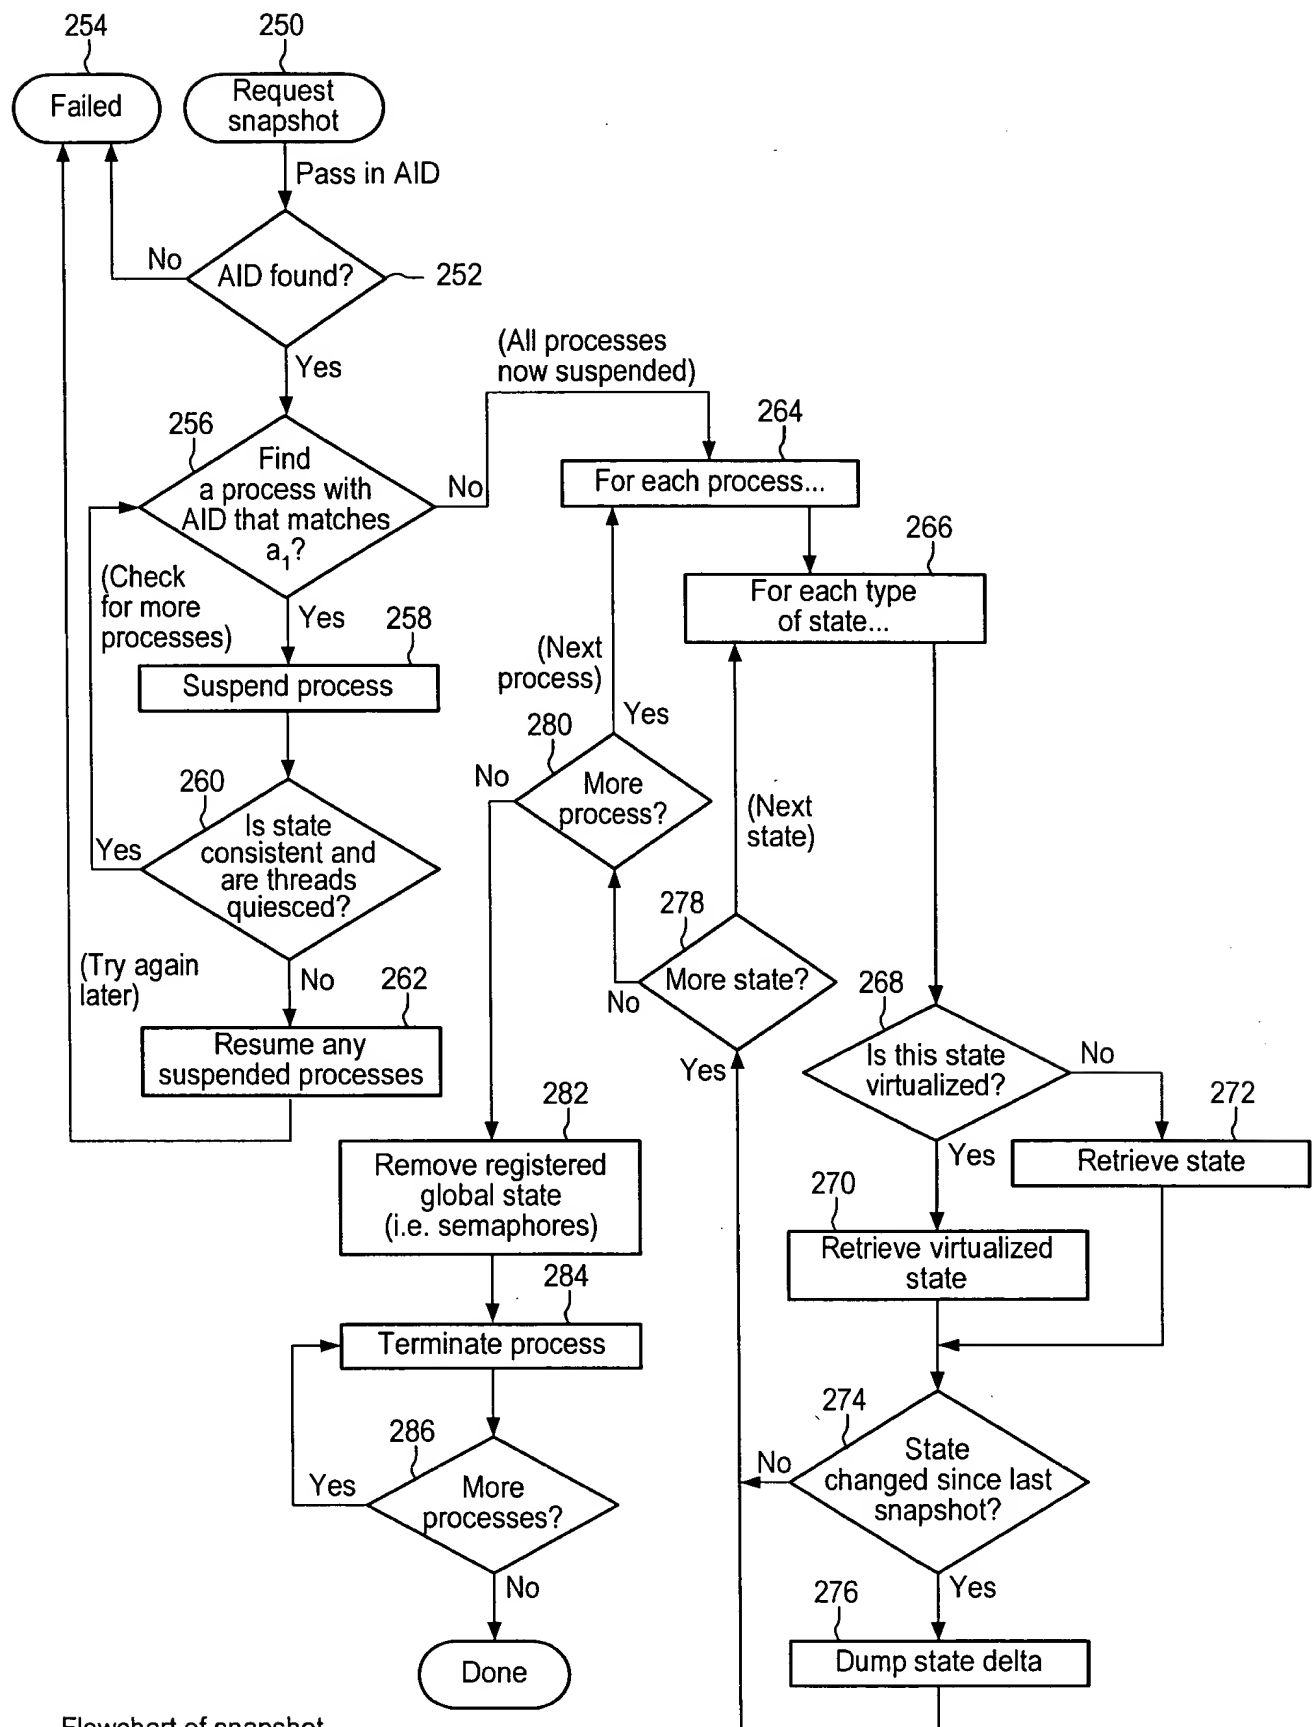 254
250
Failed
Request
snapshot
Pass in AID
No
AID found?
252
Yes
(All processes
now suspended)
256
Find
a process with
AID that matches
a1?
No
264
For each process...
266
For each type
of state...
(Check
for more
processes)
Yes
258
Suspend process
(Next
process)
Yes
280
No
More
process?
(Next
state)
260
Yes
Is state
consistent and
are threads
quiesced?
278
More state?
No
(Try again
later)
No
262
Resume any
suspended processes
268
Is this state
virtualized?
No
Yes
272
Retrieve state
Yes
270
Retrieve virtualized
state
282
Remove registered
global state
(i.e. semaphores)
284
Terminate process
274
No
State
changed since last
snapshot?
286
Yes
More
processes?
No
Yes
276
Dump state delta
Done
Flowchart of snapshot